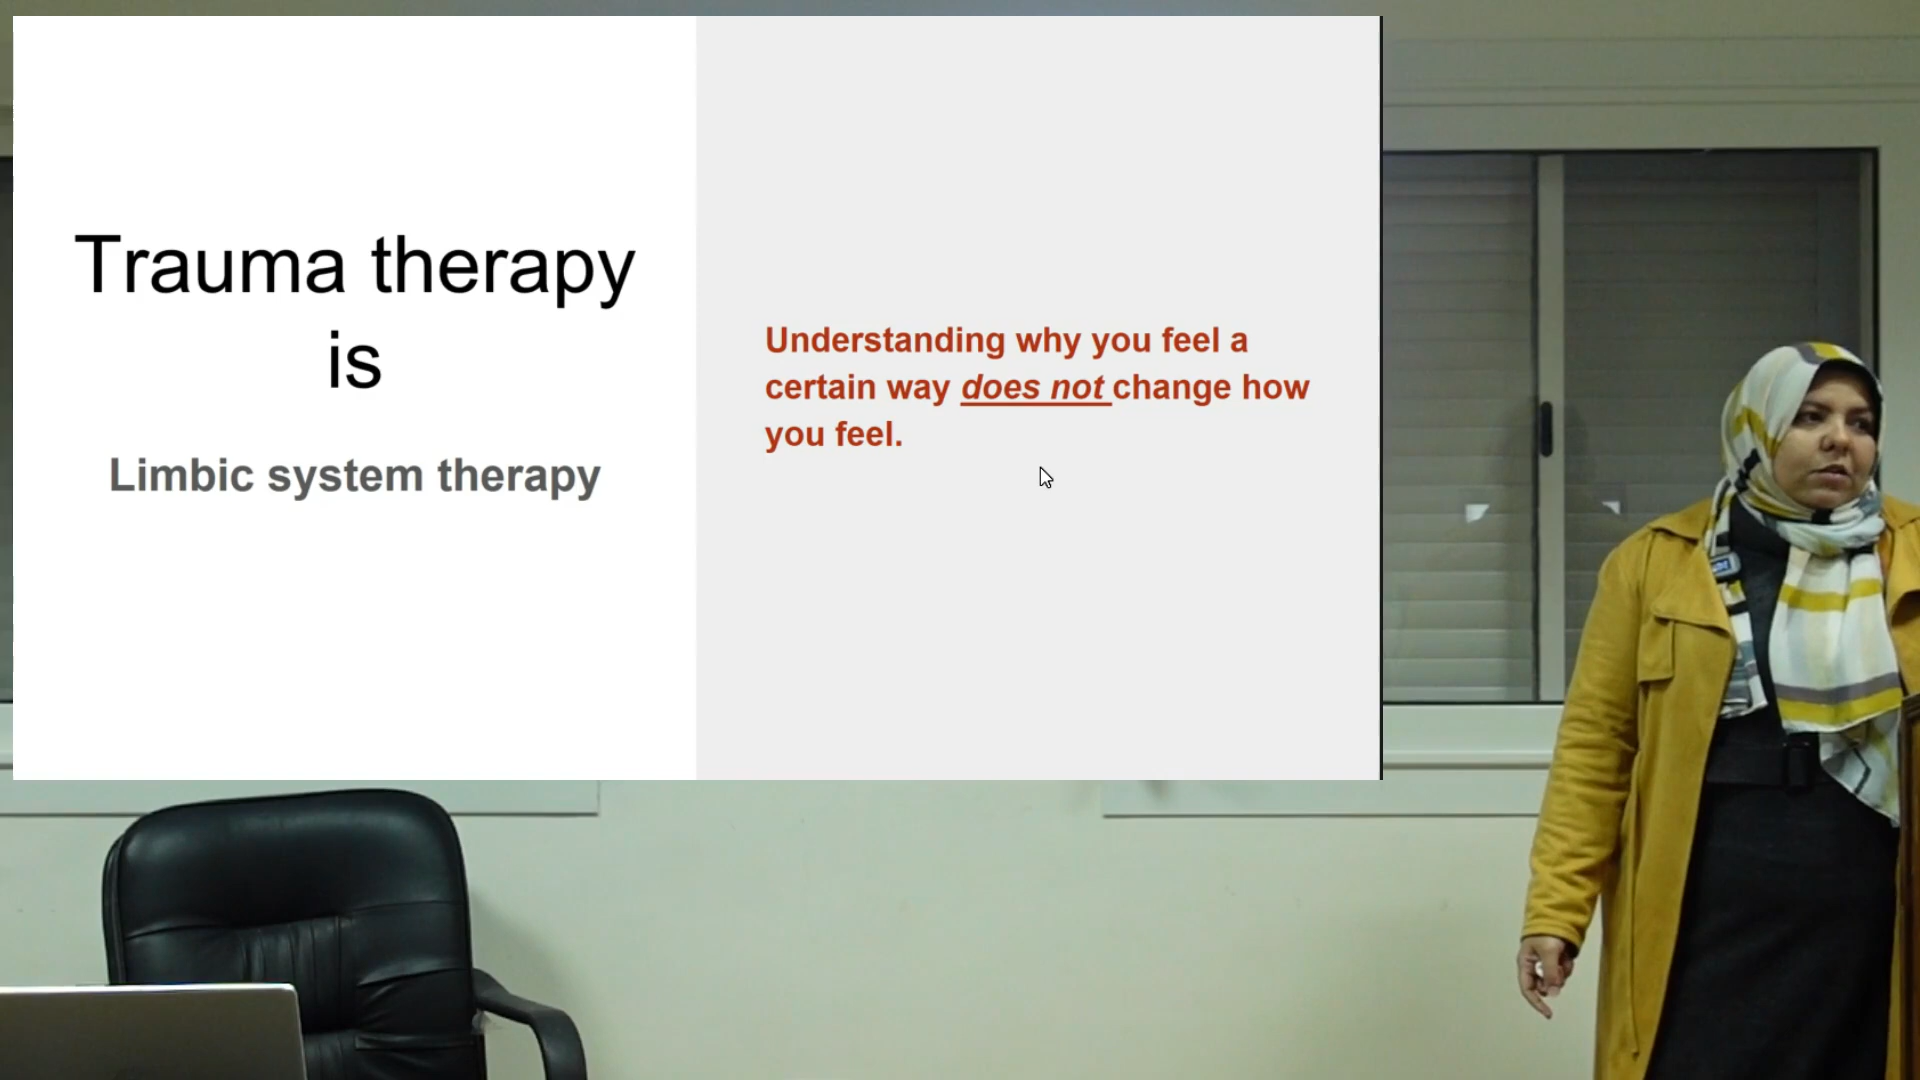 Trauma therapy
is
Limbic system therapy
Understanding why you feel a
certain way does not change how
you feel.